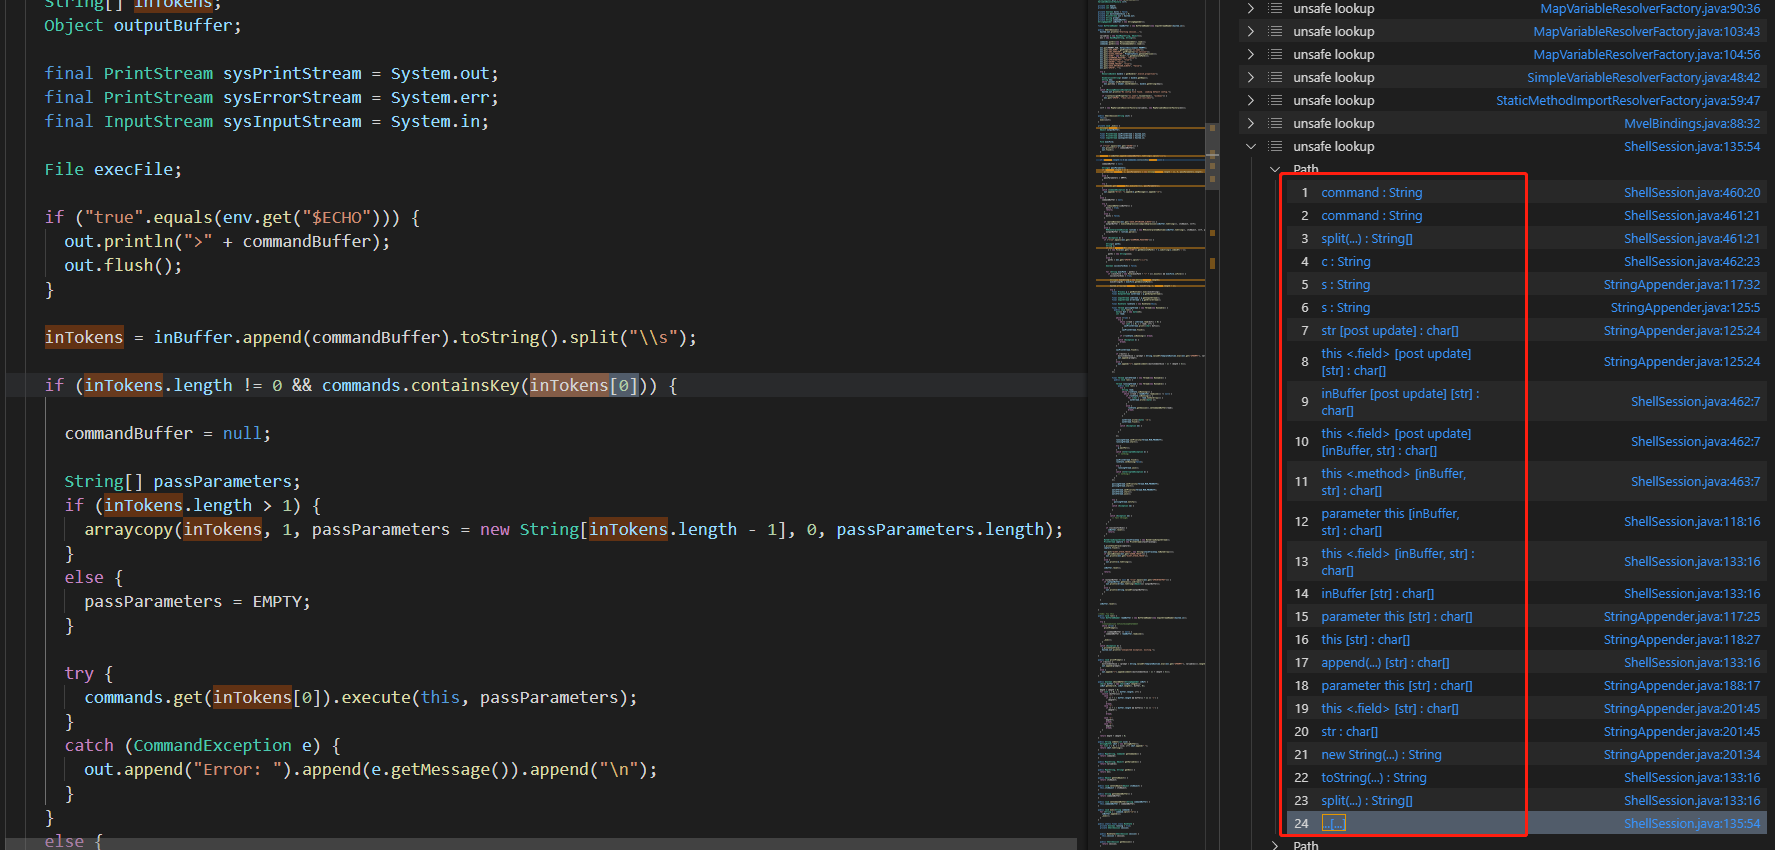 String[] inTokens;
Object outputBuffer;
final PrintStream sysPrintStream = System.out;
final PrintStream sysErrorStream = System.err;
final InputStream sysInputStream = System.in;
File execFile;
if ("true".equals(env.get("$ECHO"))) {
out.println(">" + commandBuffer);
out.flush();
}
inTokens = inBuffer.append(commandBuffer).toString().split("\\s");
if (inTokens.length != 0 && commands.containsKey(inTokens[0])) {
commandBuffer = null;
String[] passParameters;
if (inTokens.length > 1) {
arraycopy(inTokens, 1, passParameters = new String[inTokens.length - 1], 0, passParameters.length);
}
else {
passParameters = EMPTY;
}
try {
commands.get(inTokens[0]).execute(this, passParameters);
}
catch (CommandException e) {
out.append("Error: ").append(e.getMessage()).append("\n");
}
}
else {
unsafe lookup MapVariableResolverFactory.java:90:36
unsafe lookup MapVariableResolverFactory.java:103:43
unsafe lookup MapVariableResolverFactory.java:104:56
unsafe lookup SimpleVariableResolverFactory.java:48:42
unsafe lookup StaticMethodImportResolverFactory.java:59:47
unsafe lookup MvelBindings.java:88:32
unsafe lookup ShellSession.java:135:54
Path
1 command : String ShellSession.java:460:20
2 command : String ShellSession.java:461:21
3 split(...) : String[] ShellSession.java:461:21
4 c : String ShellSession.java:462:23
5 s : String StringAppender.java:117:32
6 s : String StringAppender.java:125:5
7 str [post update] : char[] StringAppender.java:125:24
8 this <.field> [post update]
[str] : char[] StringAppender.java:125:24
9 inBuffer [post update] [str] :
char[] ShellSession.java:462:7
10 this <.field> [post update]
[inBuffer, str] : char[] ShellSession.java:462:7
11 this <.method> [inBuffer,
str] : char[] ShellSession.java:463:7
12 parameter this [inBuffer,
str] : char[] ShellSession.java:118:16
13 this <.field> [inBuffer, str] :
char[] ShellSession.java:133:16
14 inBuffer [str] : char[] ShellSession.java:133:16
15 parameter this [str] : char[] StringAppender.java:117:25
16 this [str] : char[] StringAppender.java:118:27
17 append(...) [str] : char[] ShellSession.java:133:16
18 parameter this [str] : char[] StringAppender.java:188:17
19 this <.field> [str] : char[] StringAppender.java:201:45
20 str : char[] StringAppender.java:201:45
21 new String(...) : String StringAppender.java:201:34
22 toString(...) : String ShellSession.java:133:16
23 split(...) : String[] ShellSession.java:133:16
24 ...[...] ShellSession.java:135:54
Path